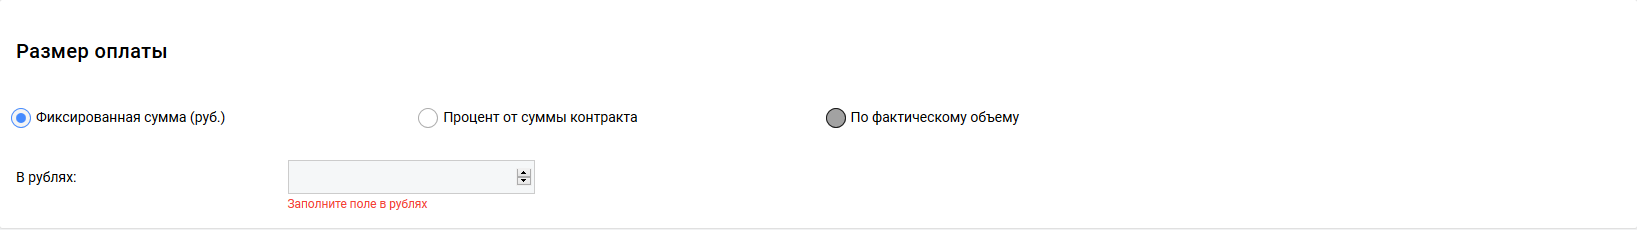 Размер оплаты
Фиксированная сумма (руб.) Процент от суммы контракта По фактическому объему
В рублях:
Заполните поле в рублях